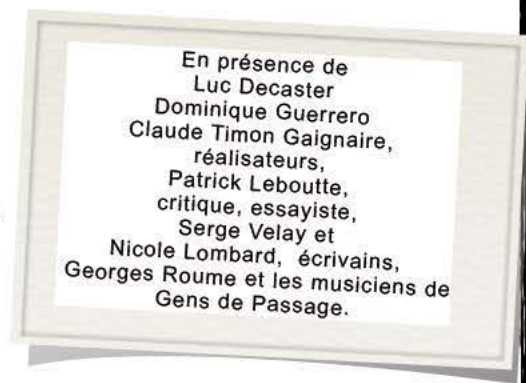 En présence de
Luc Decaster
Dominique Guerrero
Claude Timon Gaignaire,
réalisateurs,
Patrick Leboutte,
critique, essayiste,
Serge Velay et
Nicole Lombard, écrivains,
Georges Roume et les musiciens de
Gens de Passage.